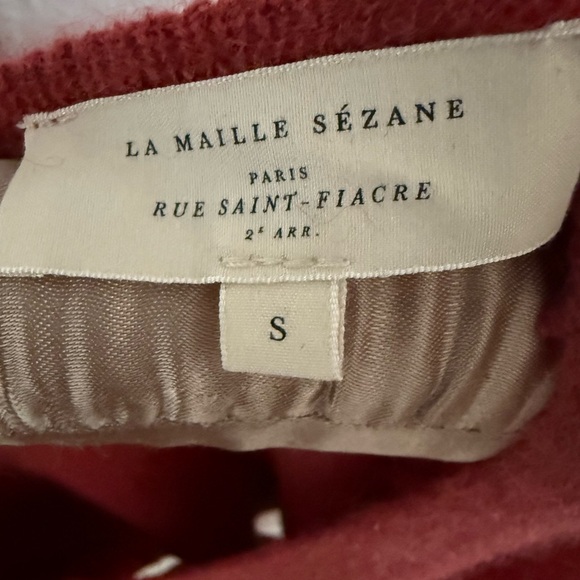 LA MAILLE SÉZANE
PARIS
RUE SAINT-FIACRE
2E ARR.
S